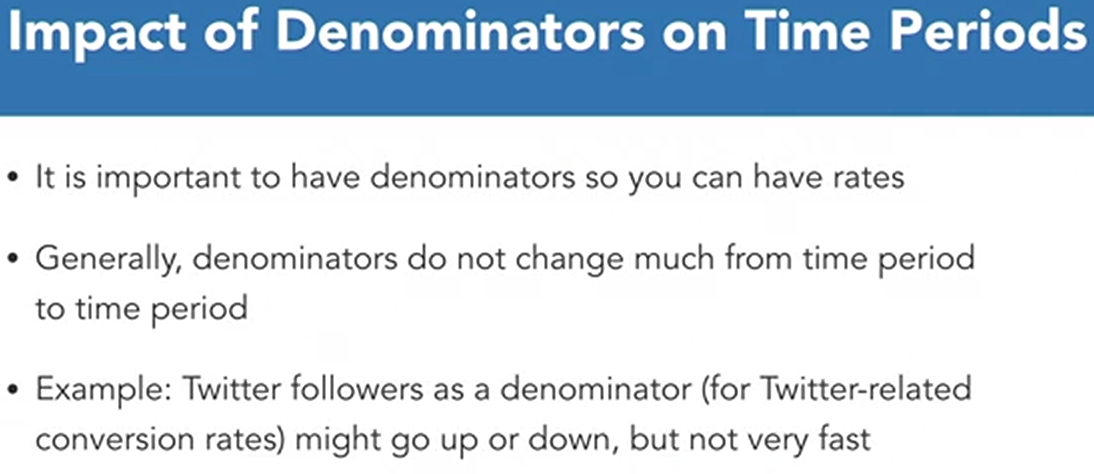 Impact of Denominators on Time Periods
• It is important to have denominators so you can have rates
• Generally, denominators do not change much from time period
to time period
• Example: Twitter followers as a denominator (for Twitter-related
conversion rates) might go up or down, but not very fast